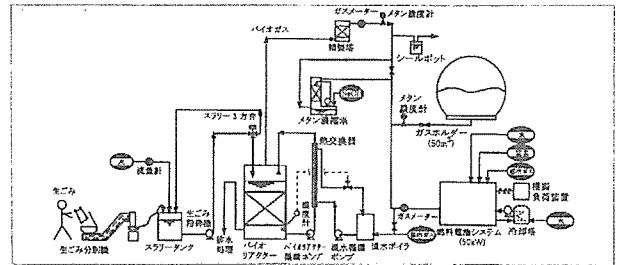 ガスメーター
メタン濃度計
バイオガス
精製塔
シールポット
メタン濃縮塔
メタン
濃度計
ガスホルダー
(50m³)
スラリー3方弁
熱交換器
水
流量計
生ごみ
粉砕機
温度計
模擬
負荷装置
ガスメーター
生ごみ分別機
スラリータンク
排水
処理
バイオ
リアクター
バイオリアクター
循環ポンプ
温水循環
ポンプ
温水ボイラ
燃料電池システム
(50kW)
冷却塔
水